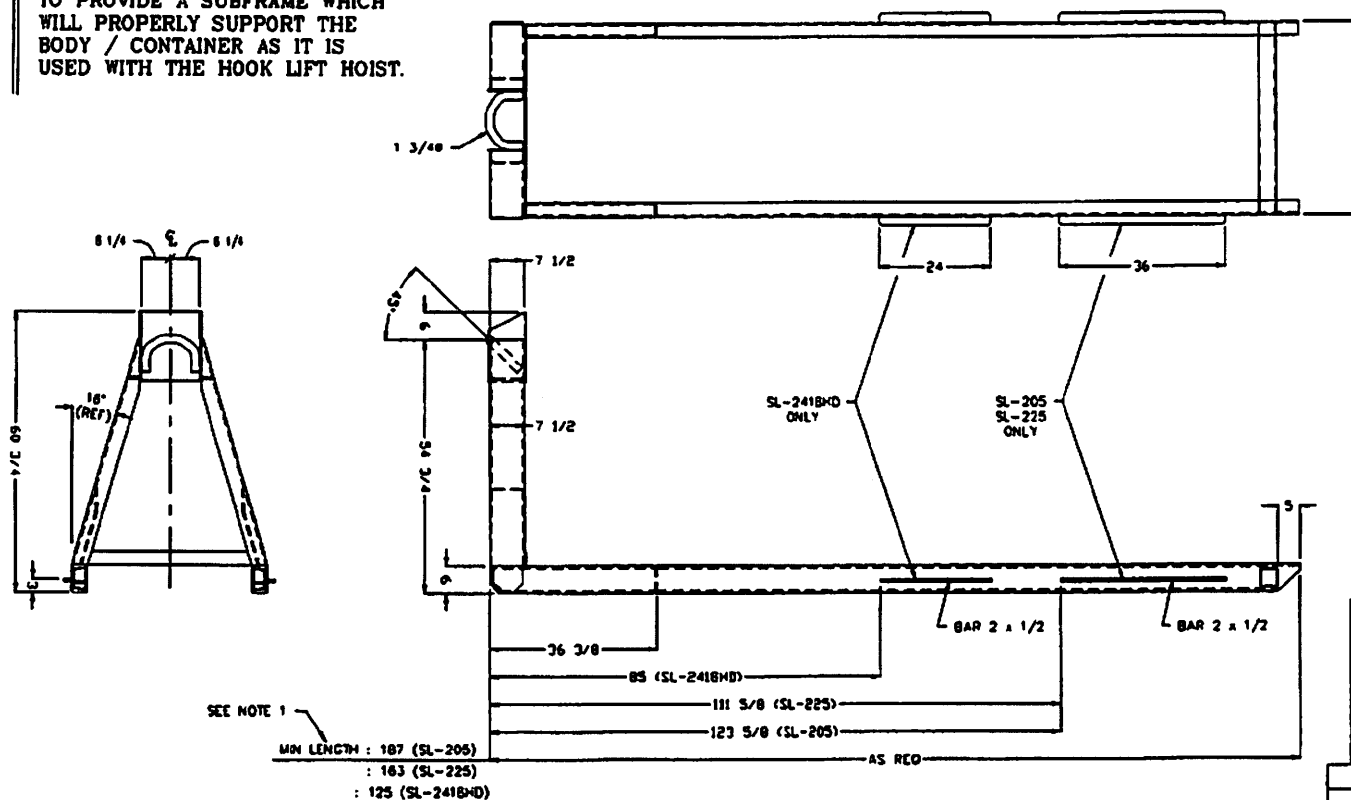 TO PROVIDE A SUBFRAME WHICH
WILL PROPERLY SUPPORT THE
BODY / CONTAINER AS IT IS
USED WITH THE HOOK LIFT HOIST.
1 3/4Ø
24
36
6 1/4
6 1/4
7 1/2
45°
6
16°
(REF)
60 3/4
54 3/4
7 1/2
SL-2418HD
ONLY
SL-205
SL-225
ONLY
5
3
6
BAR 2 x 1/2
BAR 2 x 1/2
36 3/8
85 (SL-2418HD)
111 5/8 (SL-225)
123 5/8 (SL-205)
SEE NOTE 1
MIN LENGTH : 187 (SL-205)
: 163 (SL-225)
: 125 (SL-2418HD)
AS REQ